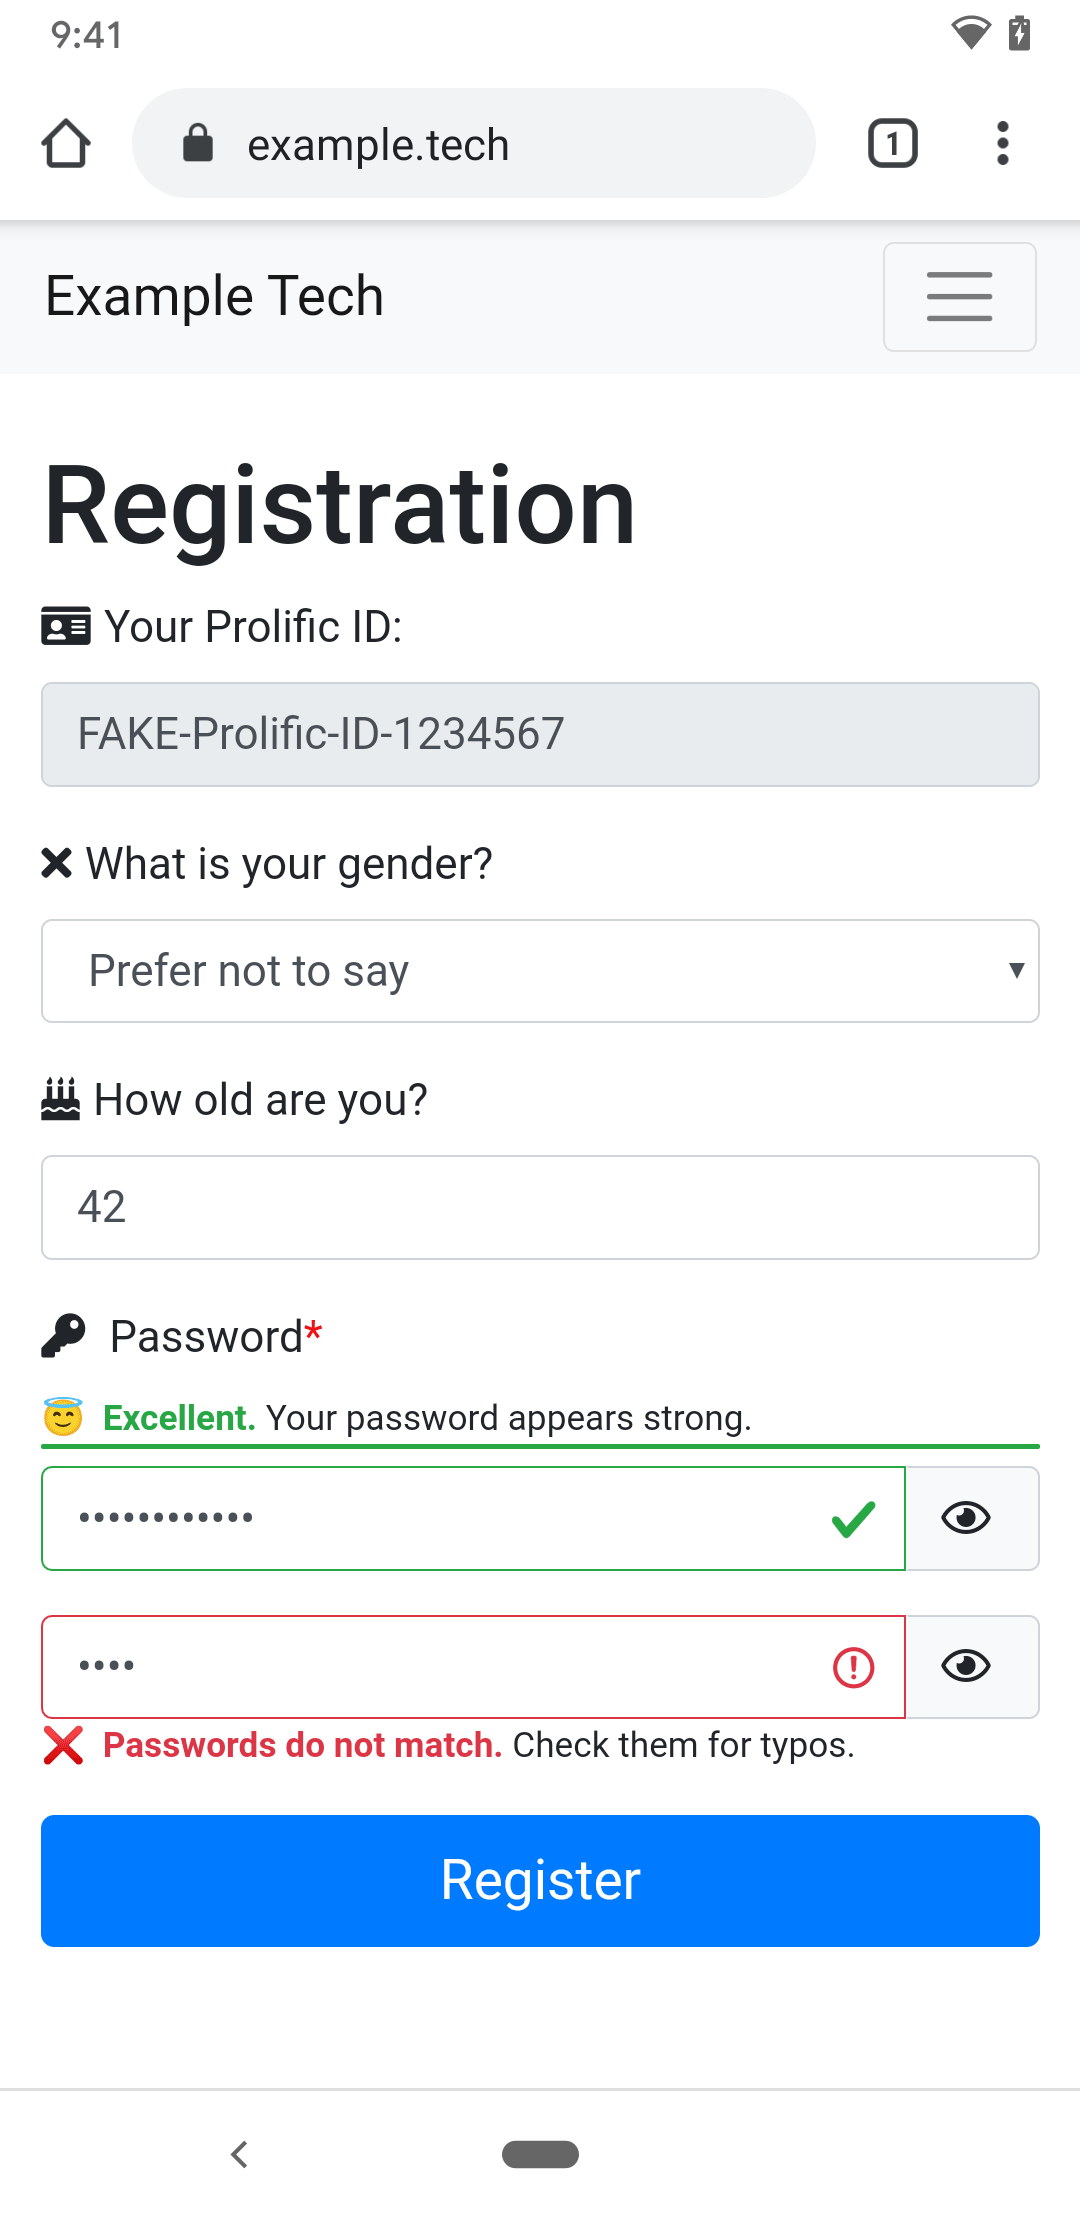 9:41
example.tech
1
Example Tech
Registration
Your Prolific ID:
FAKE-Prolific-ID-1234567
What is your gender?
Prefer not to say
How old are you?
42
Password*
Excellent. Your password appears strong.
••••••••••••
••••
Passwords do not match. Check them for typos.
Register